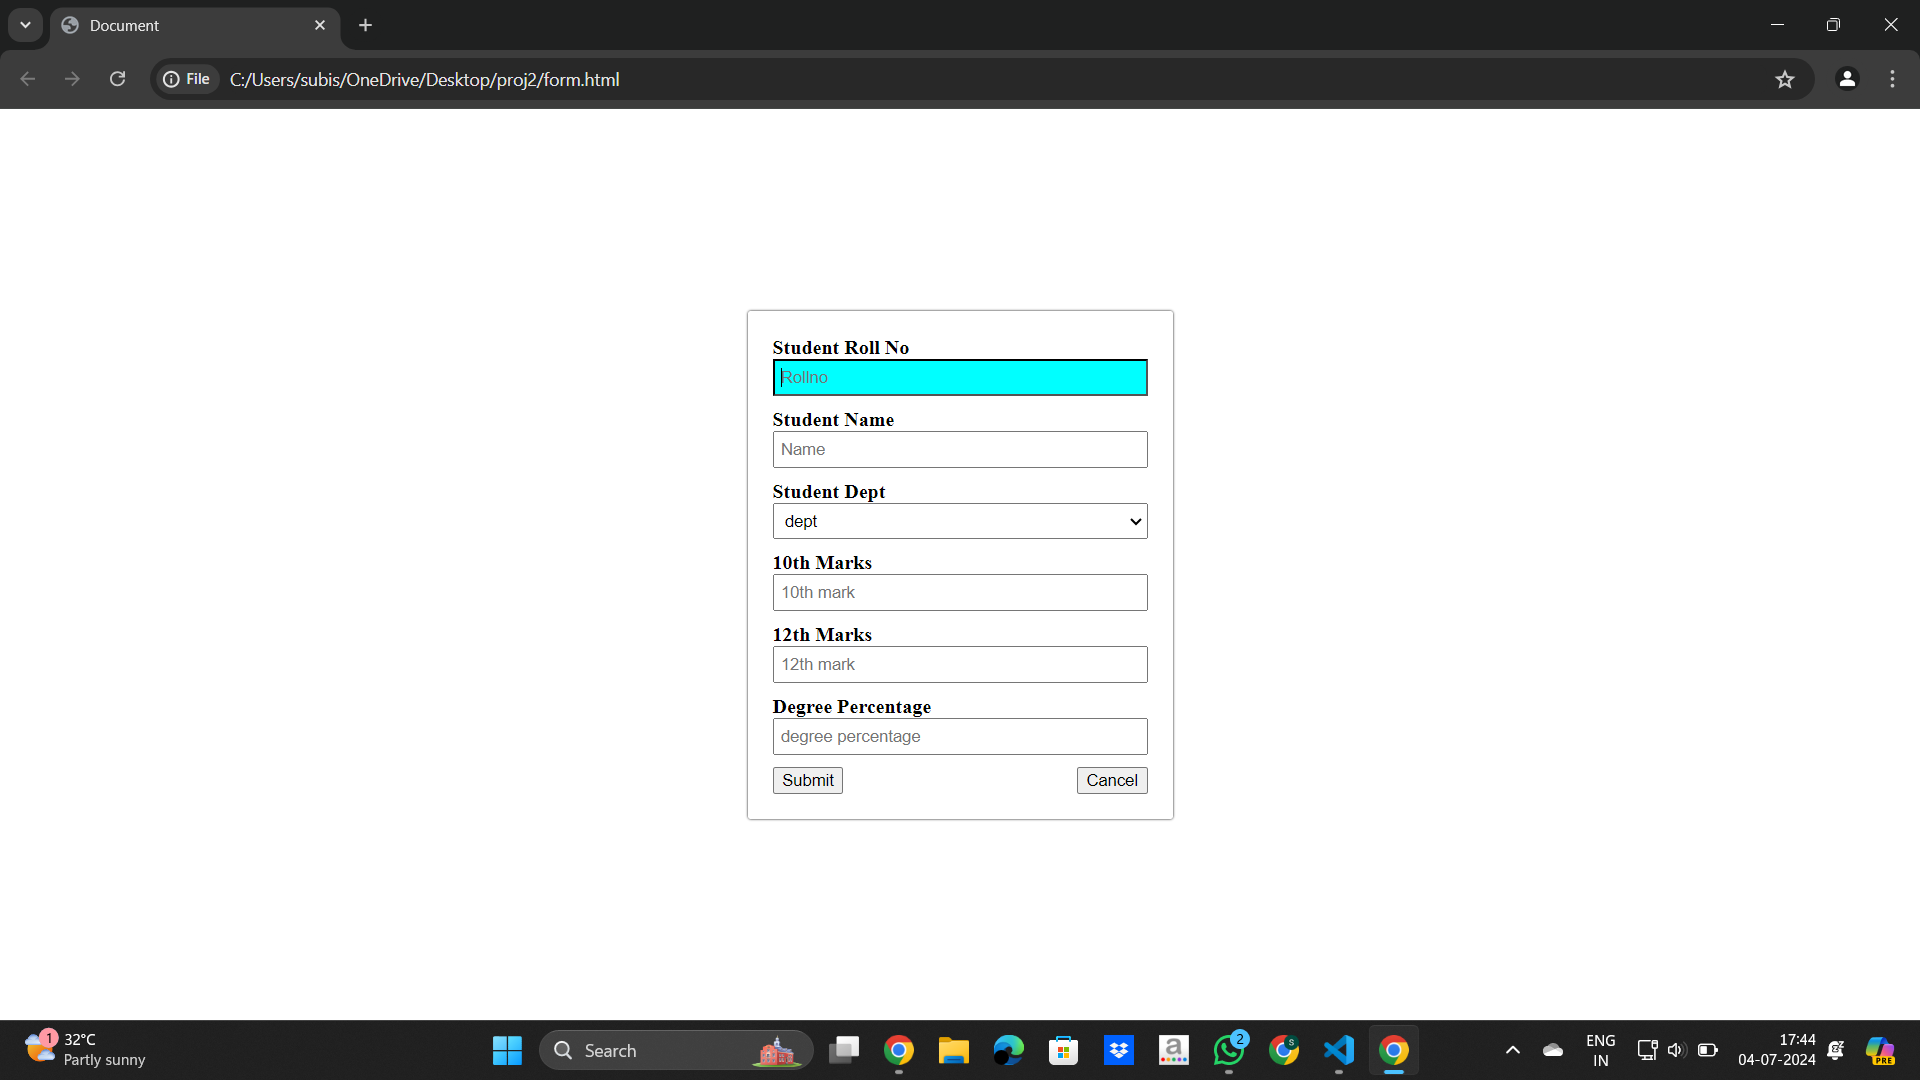 Document
File
C:/Users/subis/OneDrive/Desktop/proj2/form.html
Student Roll No
Rollno
Student Name
Name
Student Dept
dept
10th Marks
10th mark
12th Marks
12th mark
Degree Percentage
degree percentage
Submit
Cancel
1
32°C
Partly sunny
Search
a
2
S
ENG
IN
17:44
04-07-2024
PRE